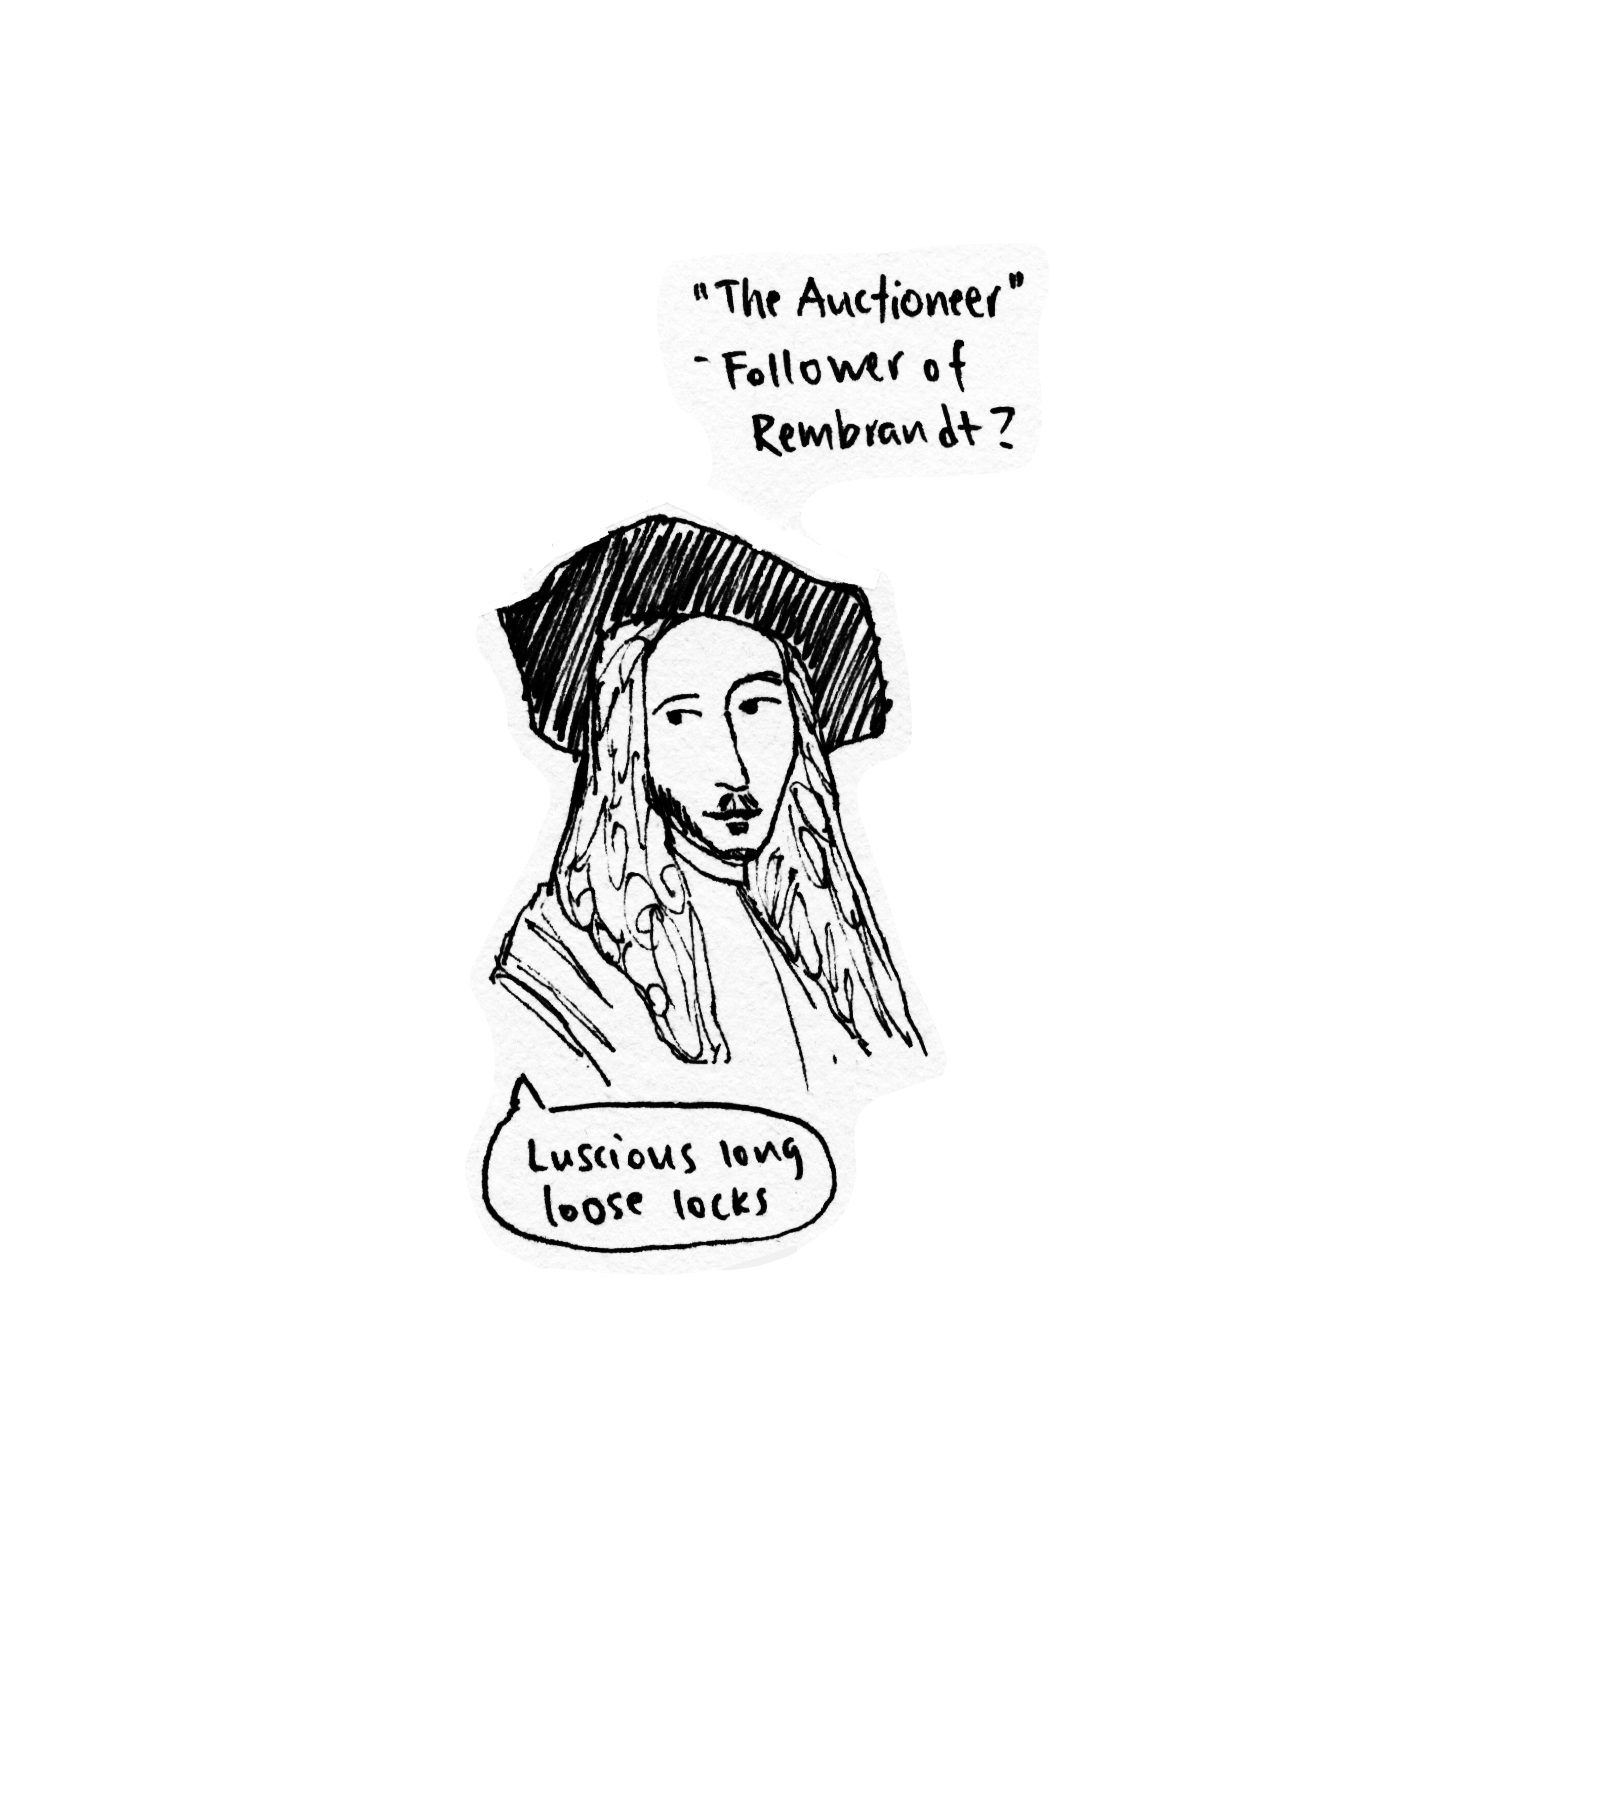 "The Auctioneer"
- Follower of
Rembrandt?
Luscious long
loose locks